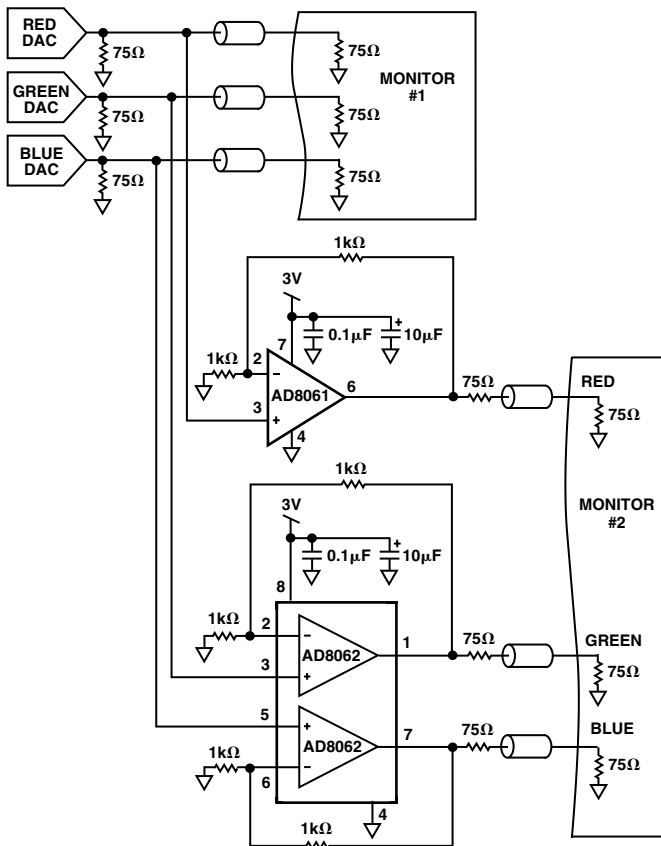 RED
DAC
75Ω
75Ω
GREEN
DAC
75Ω
75Ω
BLUE
DAC
75Ω
75Ω
MONITOR
#1
1kΩ
3V
7
0.1μF
+
10μF
1kΩ
2
−
AD8061
6
3
+
4
75Ω
RED
75Ω
MONITOR
#2
1kΩ
3V
8
0.1μF
+
10μF
1kΩ
2
−
AD8062
1
3
+
75Ω
GREEN
75Ω
5
+
AD8062
7
1kΩ
−
6
75Ω
BLUE
75Ω
4
1kΩ